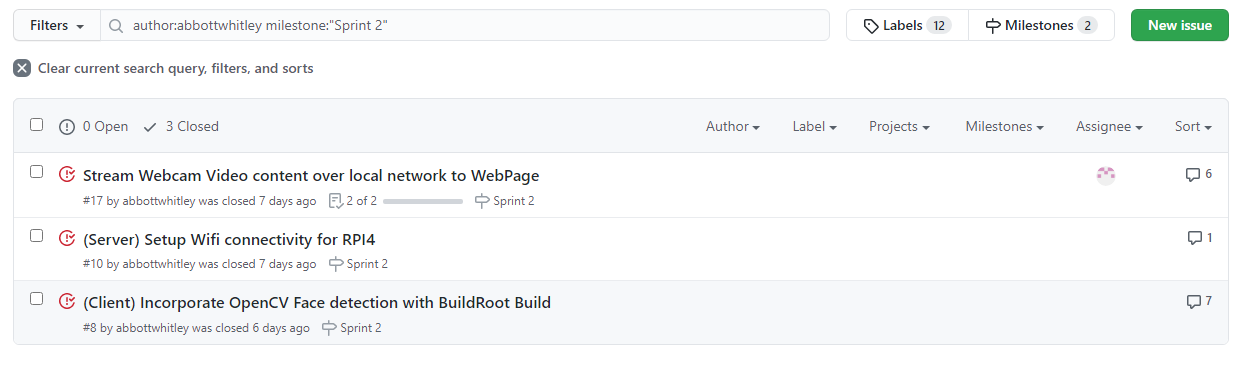 Filters author:abbottwhitley milestone:"Sprint 2" Labels 12 Milestones 2 New issue
Clear current search query, filters, and sorts
0 Open 3 Closed Author Label Projects Milestones Assignee Sort
Stream Webcam Video content over local network to WebPage 6
#17 by abbottwhitley was closed 7 days ago 2 of 2 Sprint 2
(Server) Setup Wifi connectivity for RPI4 1
#10 by abbottwhitley was closed 7 days ago Sprint 2
(Client) Incorporate OpenCV Face detection with BuildRoot Build 7
#8 by abbottwhitley was closed 6 days ago Sprint 2